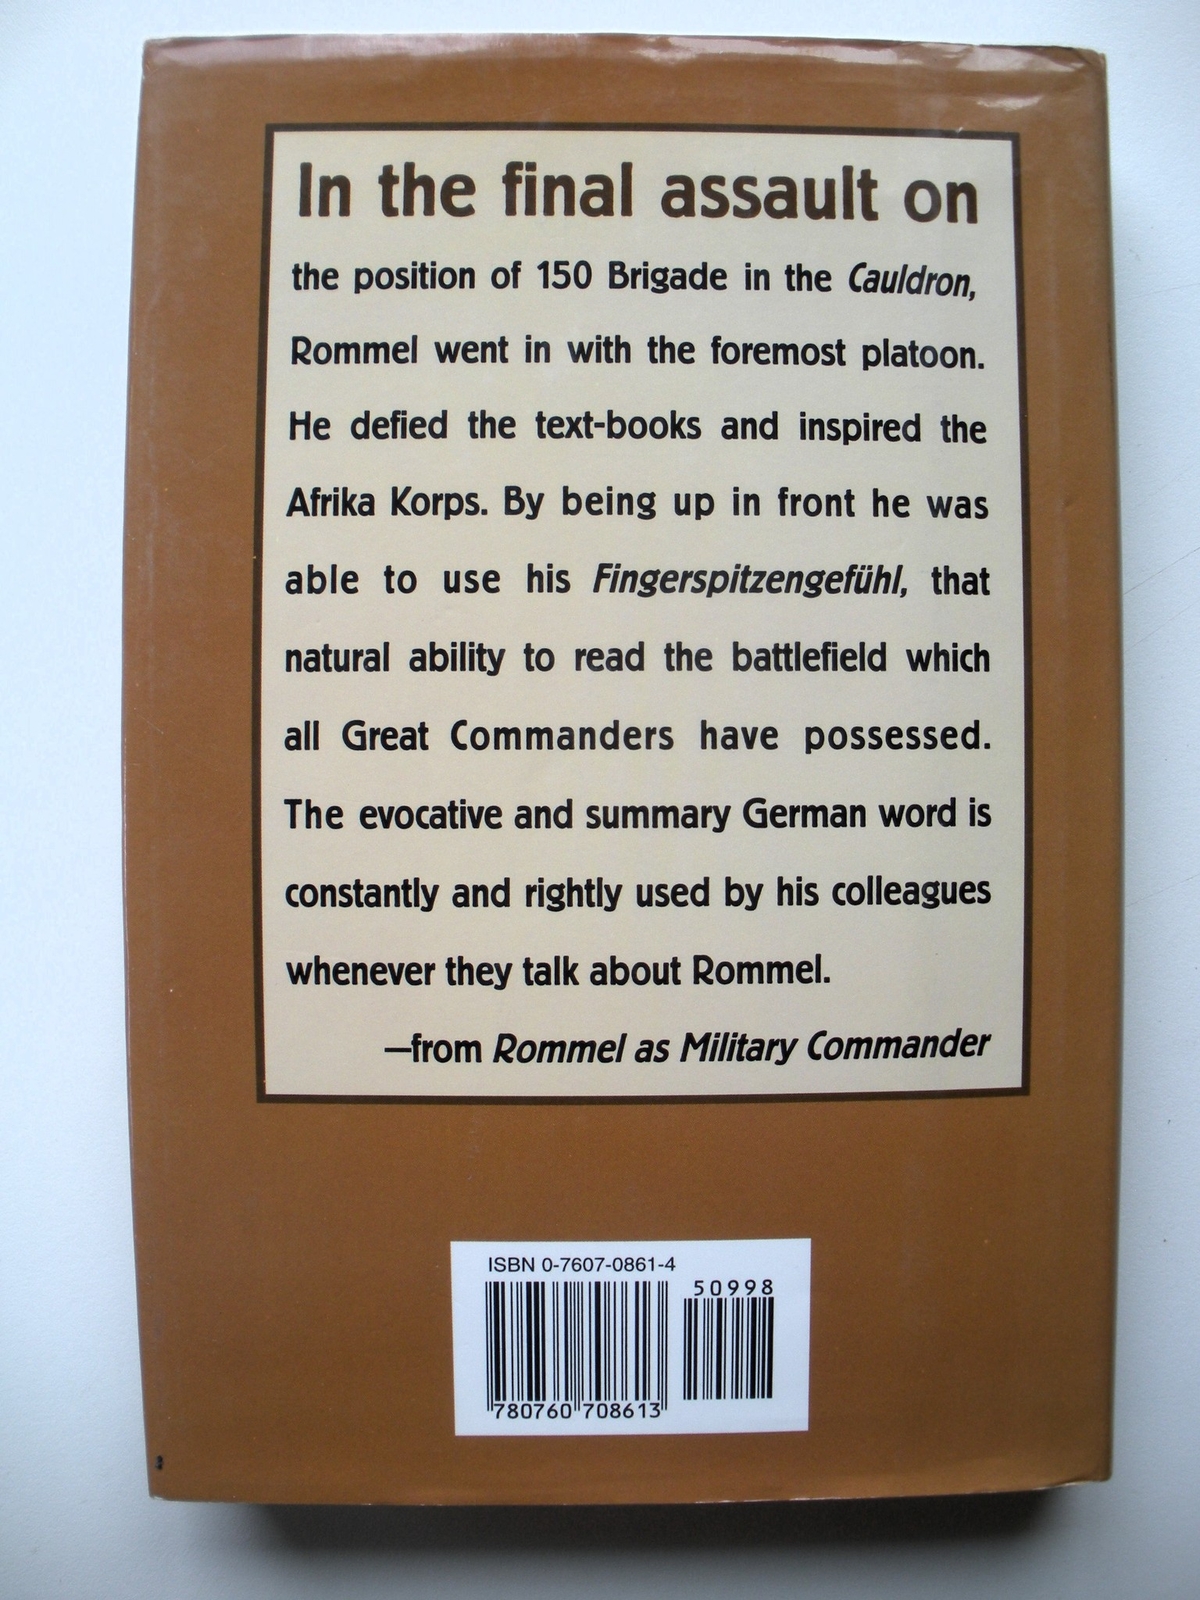 In the final assault on
the position of 150 Brigade in the Cauldron,
Rommel went in with the foremost platoon.
He defied the text-books and inspired the
Afrika Korps. By being up in front he was
able to use his Fingerspitzengefühl, that
natural ability to read the battlefield which
all Great Commanders have possessed.
The evocative and summary German word is
constantly and rightly used by his colleagues
whenever they talk about Rommel.
—from Rommel as Military Commander
ISBN 0-7607-0861-4
50998
780760 708613